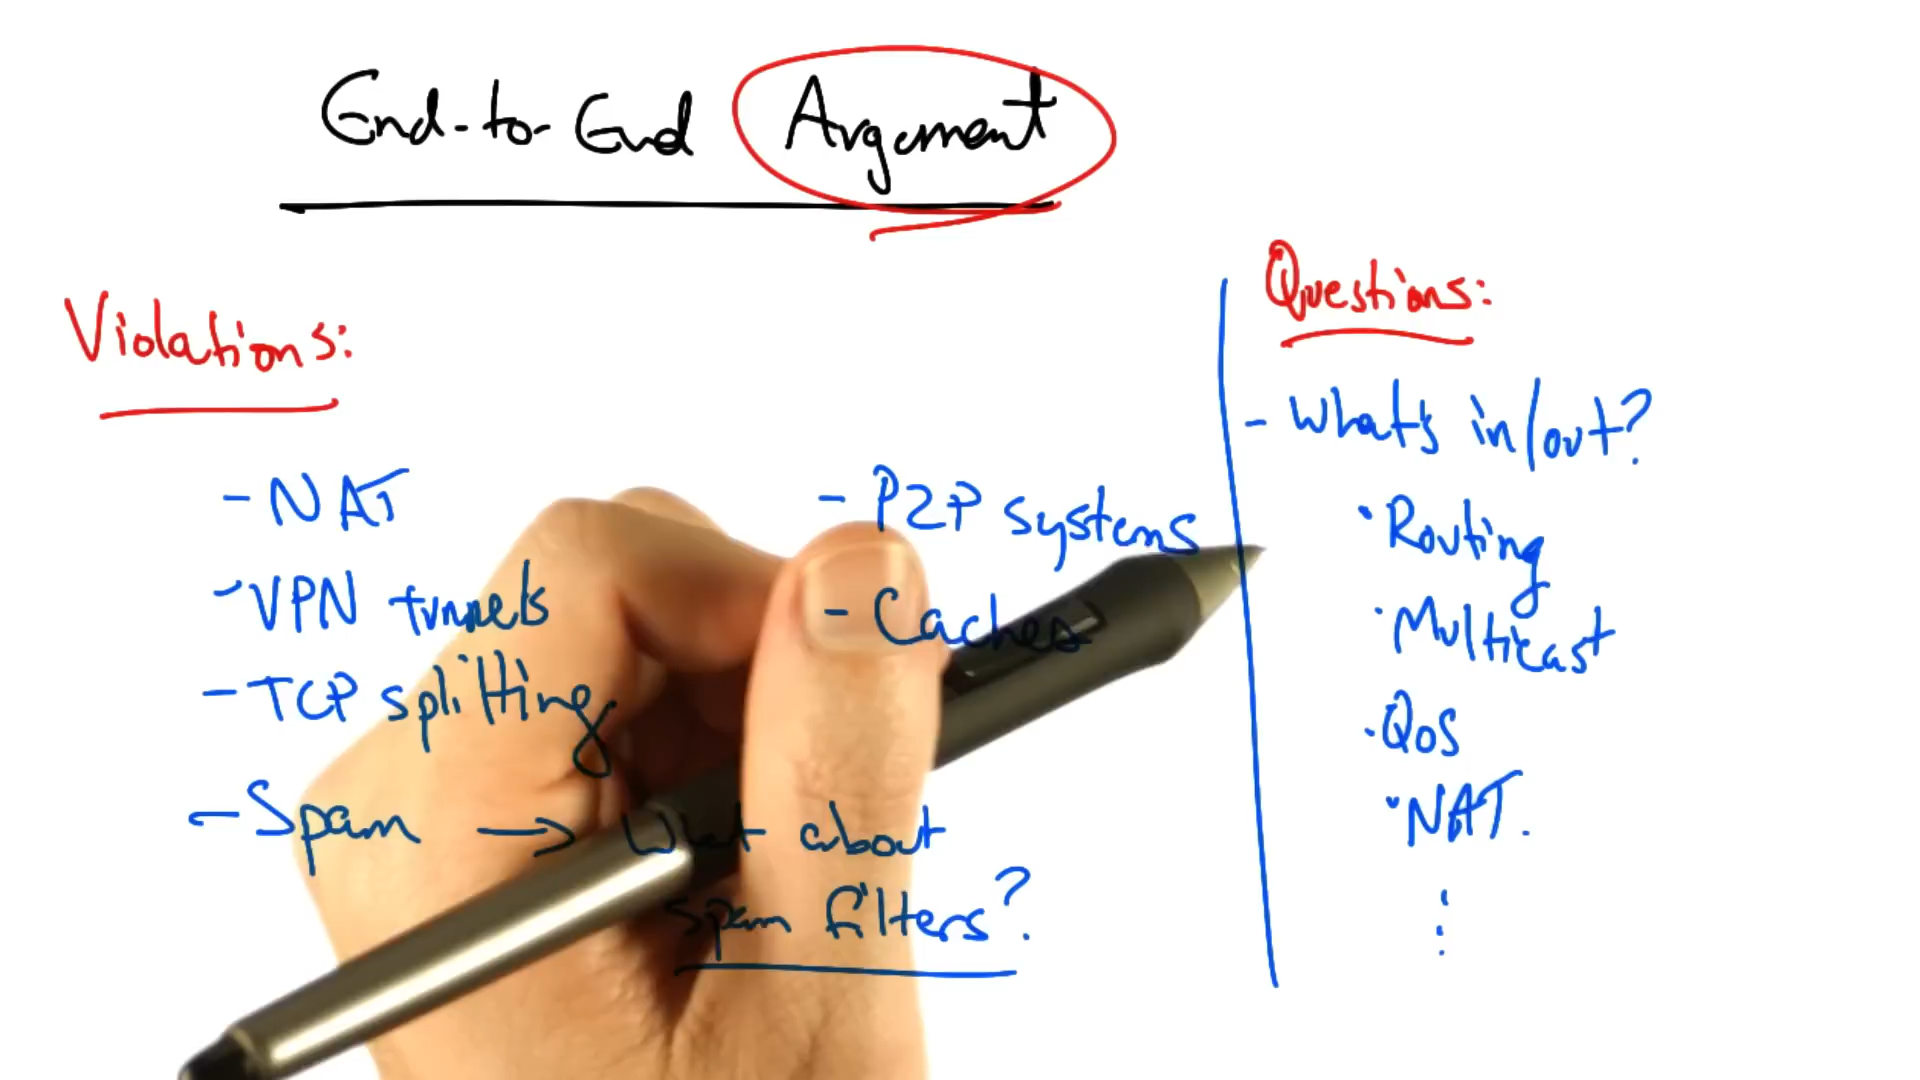 End-to-End Argument
Violations:
- NAT
- VPN tunnels
- TCP splitting
- Spam → What about
spam filters?
- P2P systems
- Caches
Questions:
- What's in/out?
· Routing
· Multicast
· QoS
· NAT.
⋮